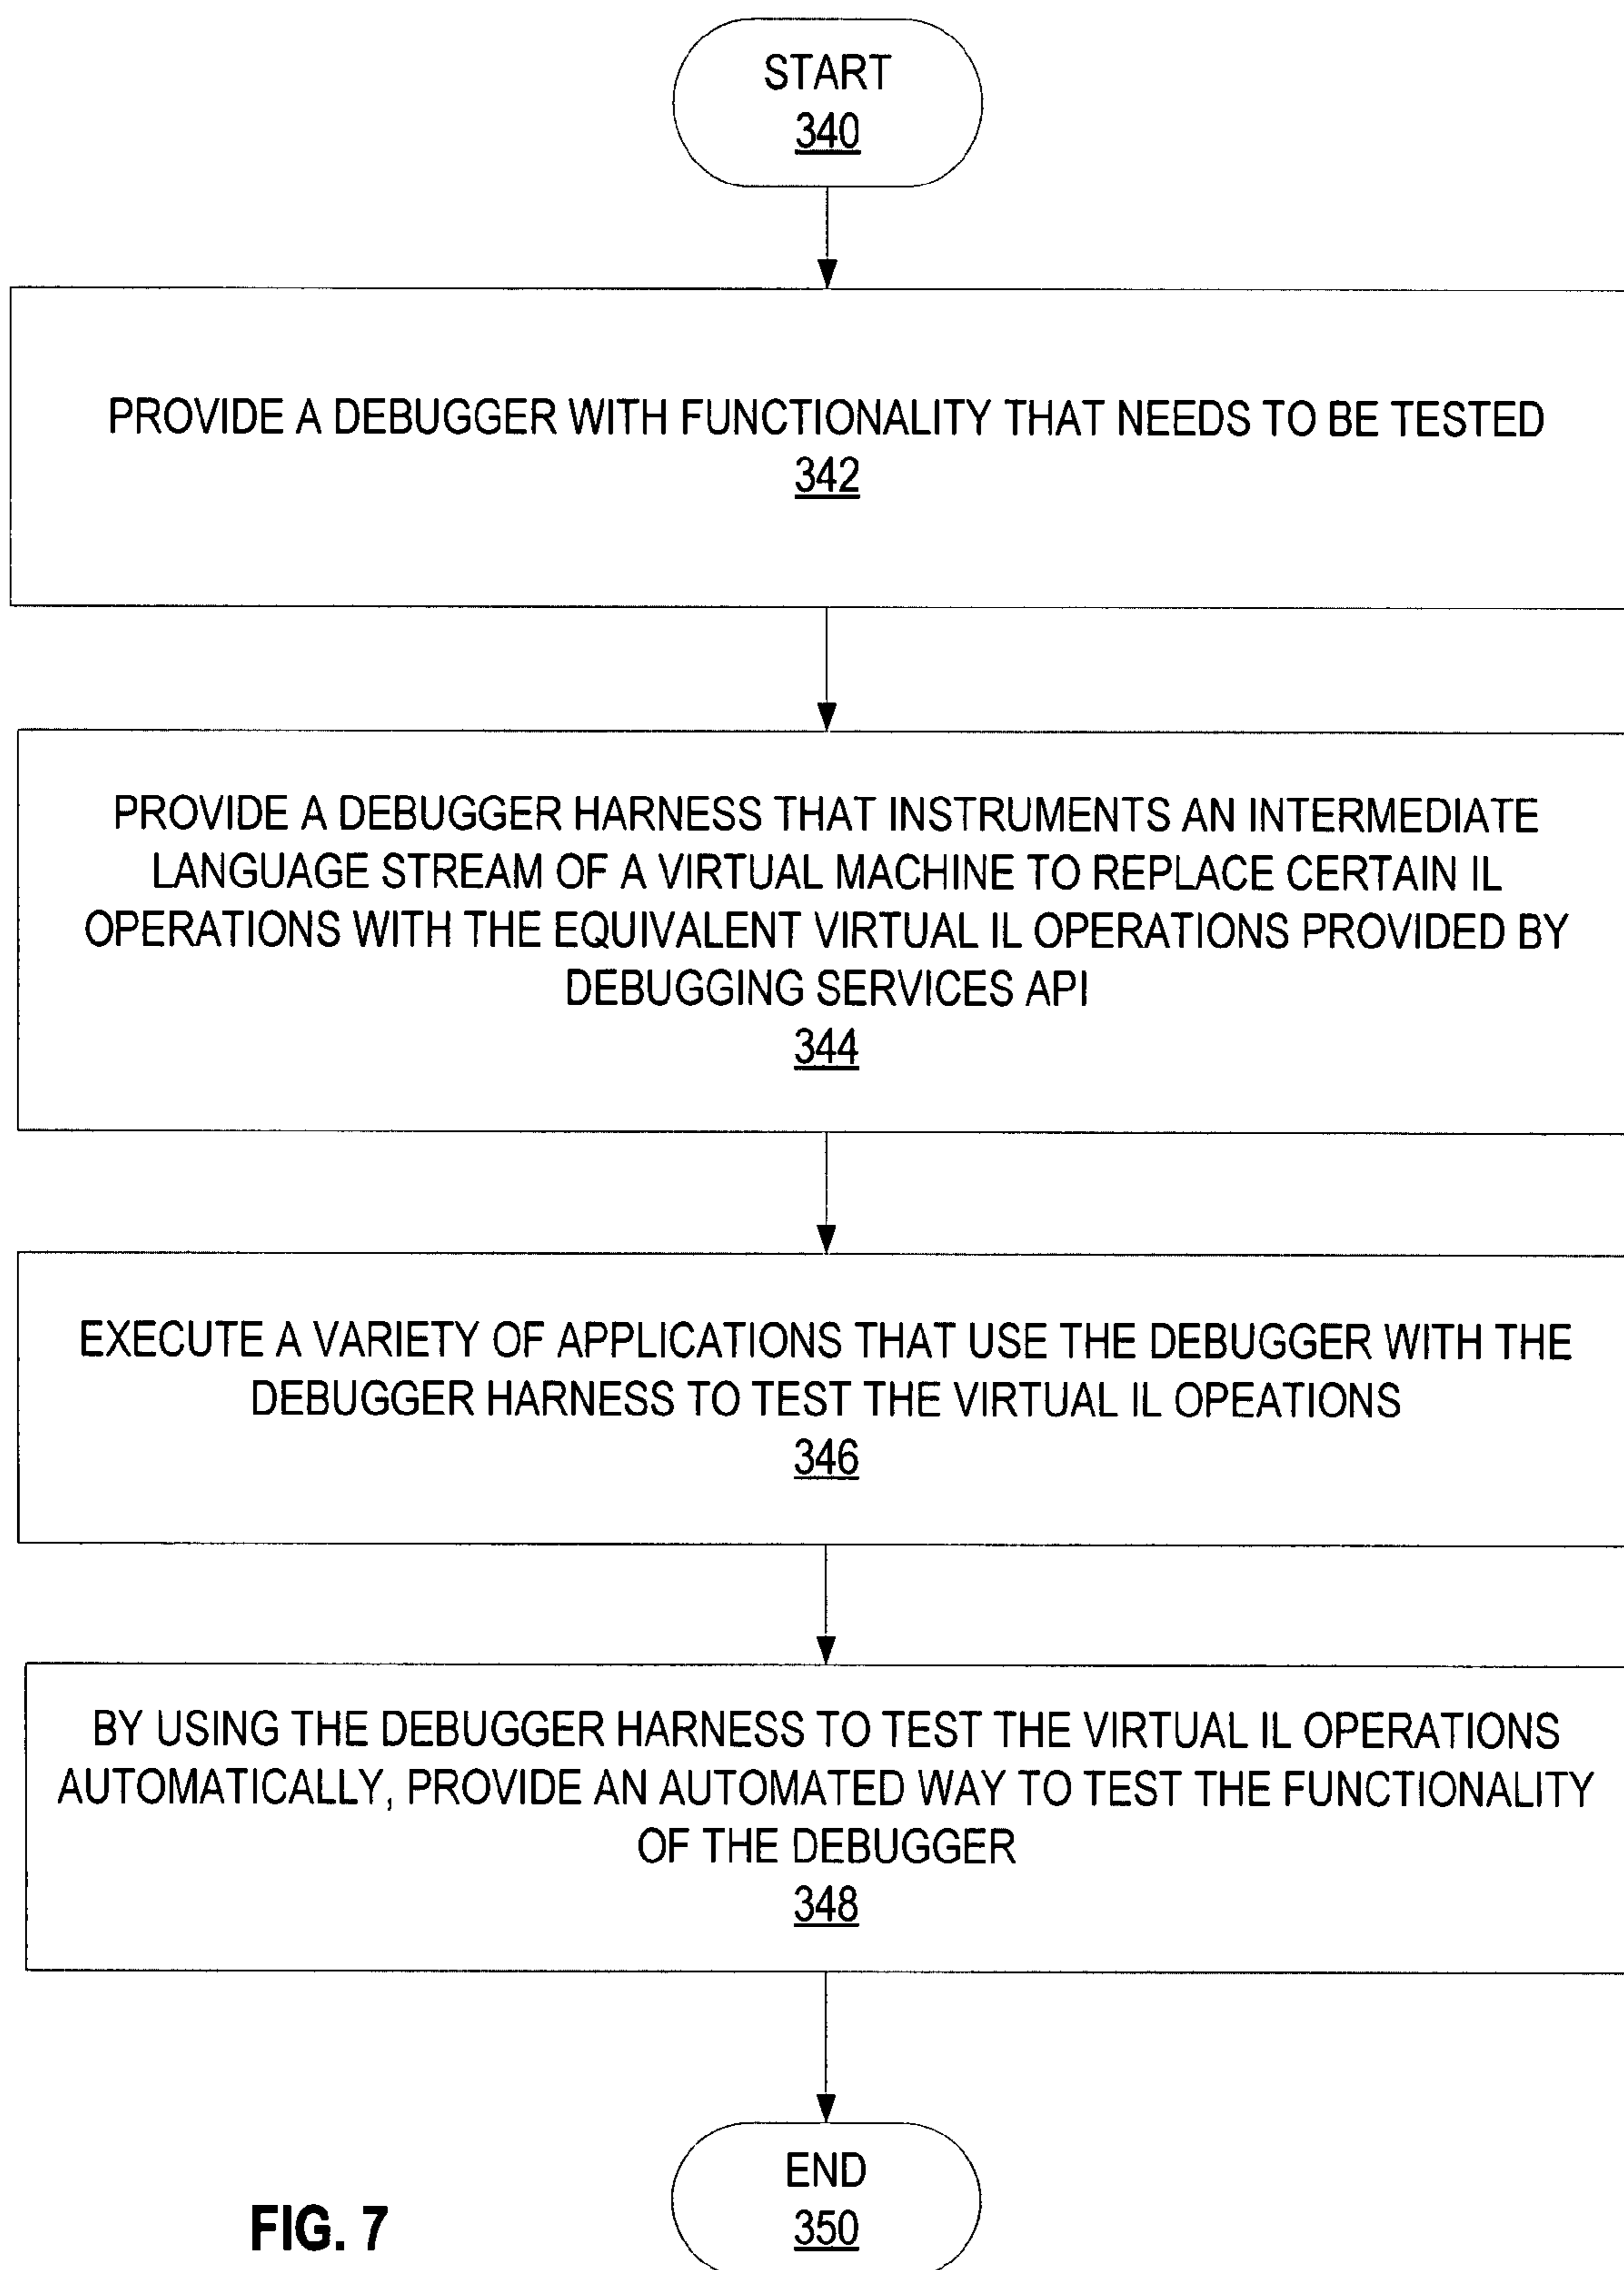 START
340
PROVIDE A DEBUGGER WITH FUNCTIONALITY THAT NEEDS TO BE TESTED
342
PROVIDE A DEBUGGER HARNESS THAT INSTRUMENTS AN INTERMEDIATE
LANGUAGE STREAM OF A VIRTUAL MACHINE TO REPLACE CERTAIN IL
OPERATIONS WITH THE EQUIVALENT VIRTUAL IL OPERATIONS PROVIDED BY
DEBUGGING SERVICES API
344
EXECUTE A VARIETY OF APPLICATIONS THAT USE THE DEBUGGER WITH THE
DEBUGGER HARNESS TO TEST THE VIRTUAL IL OPEATIONS
346
BY USING THE DEBUGGER HARNESS TO TEST THE VIRTUAL IL OPERATIONS
AUTOMATICALLY, PROVIDE AN AUTOMATED WAY TO TEST THE FUNCTIONALITY
OF THE DEBUGGER
348
END
350
FIG. 7